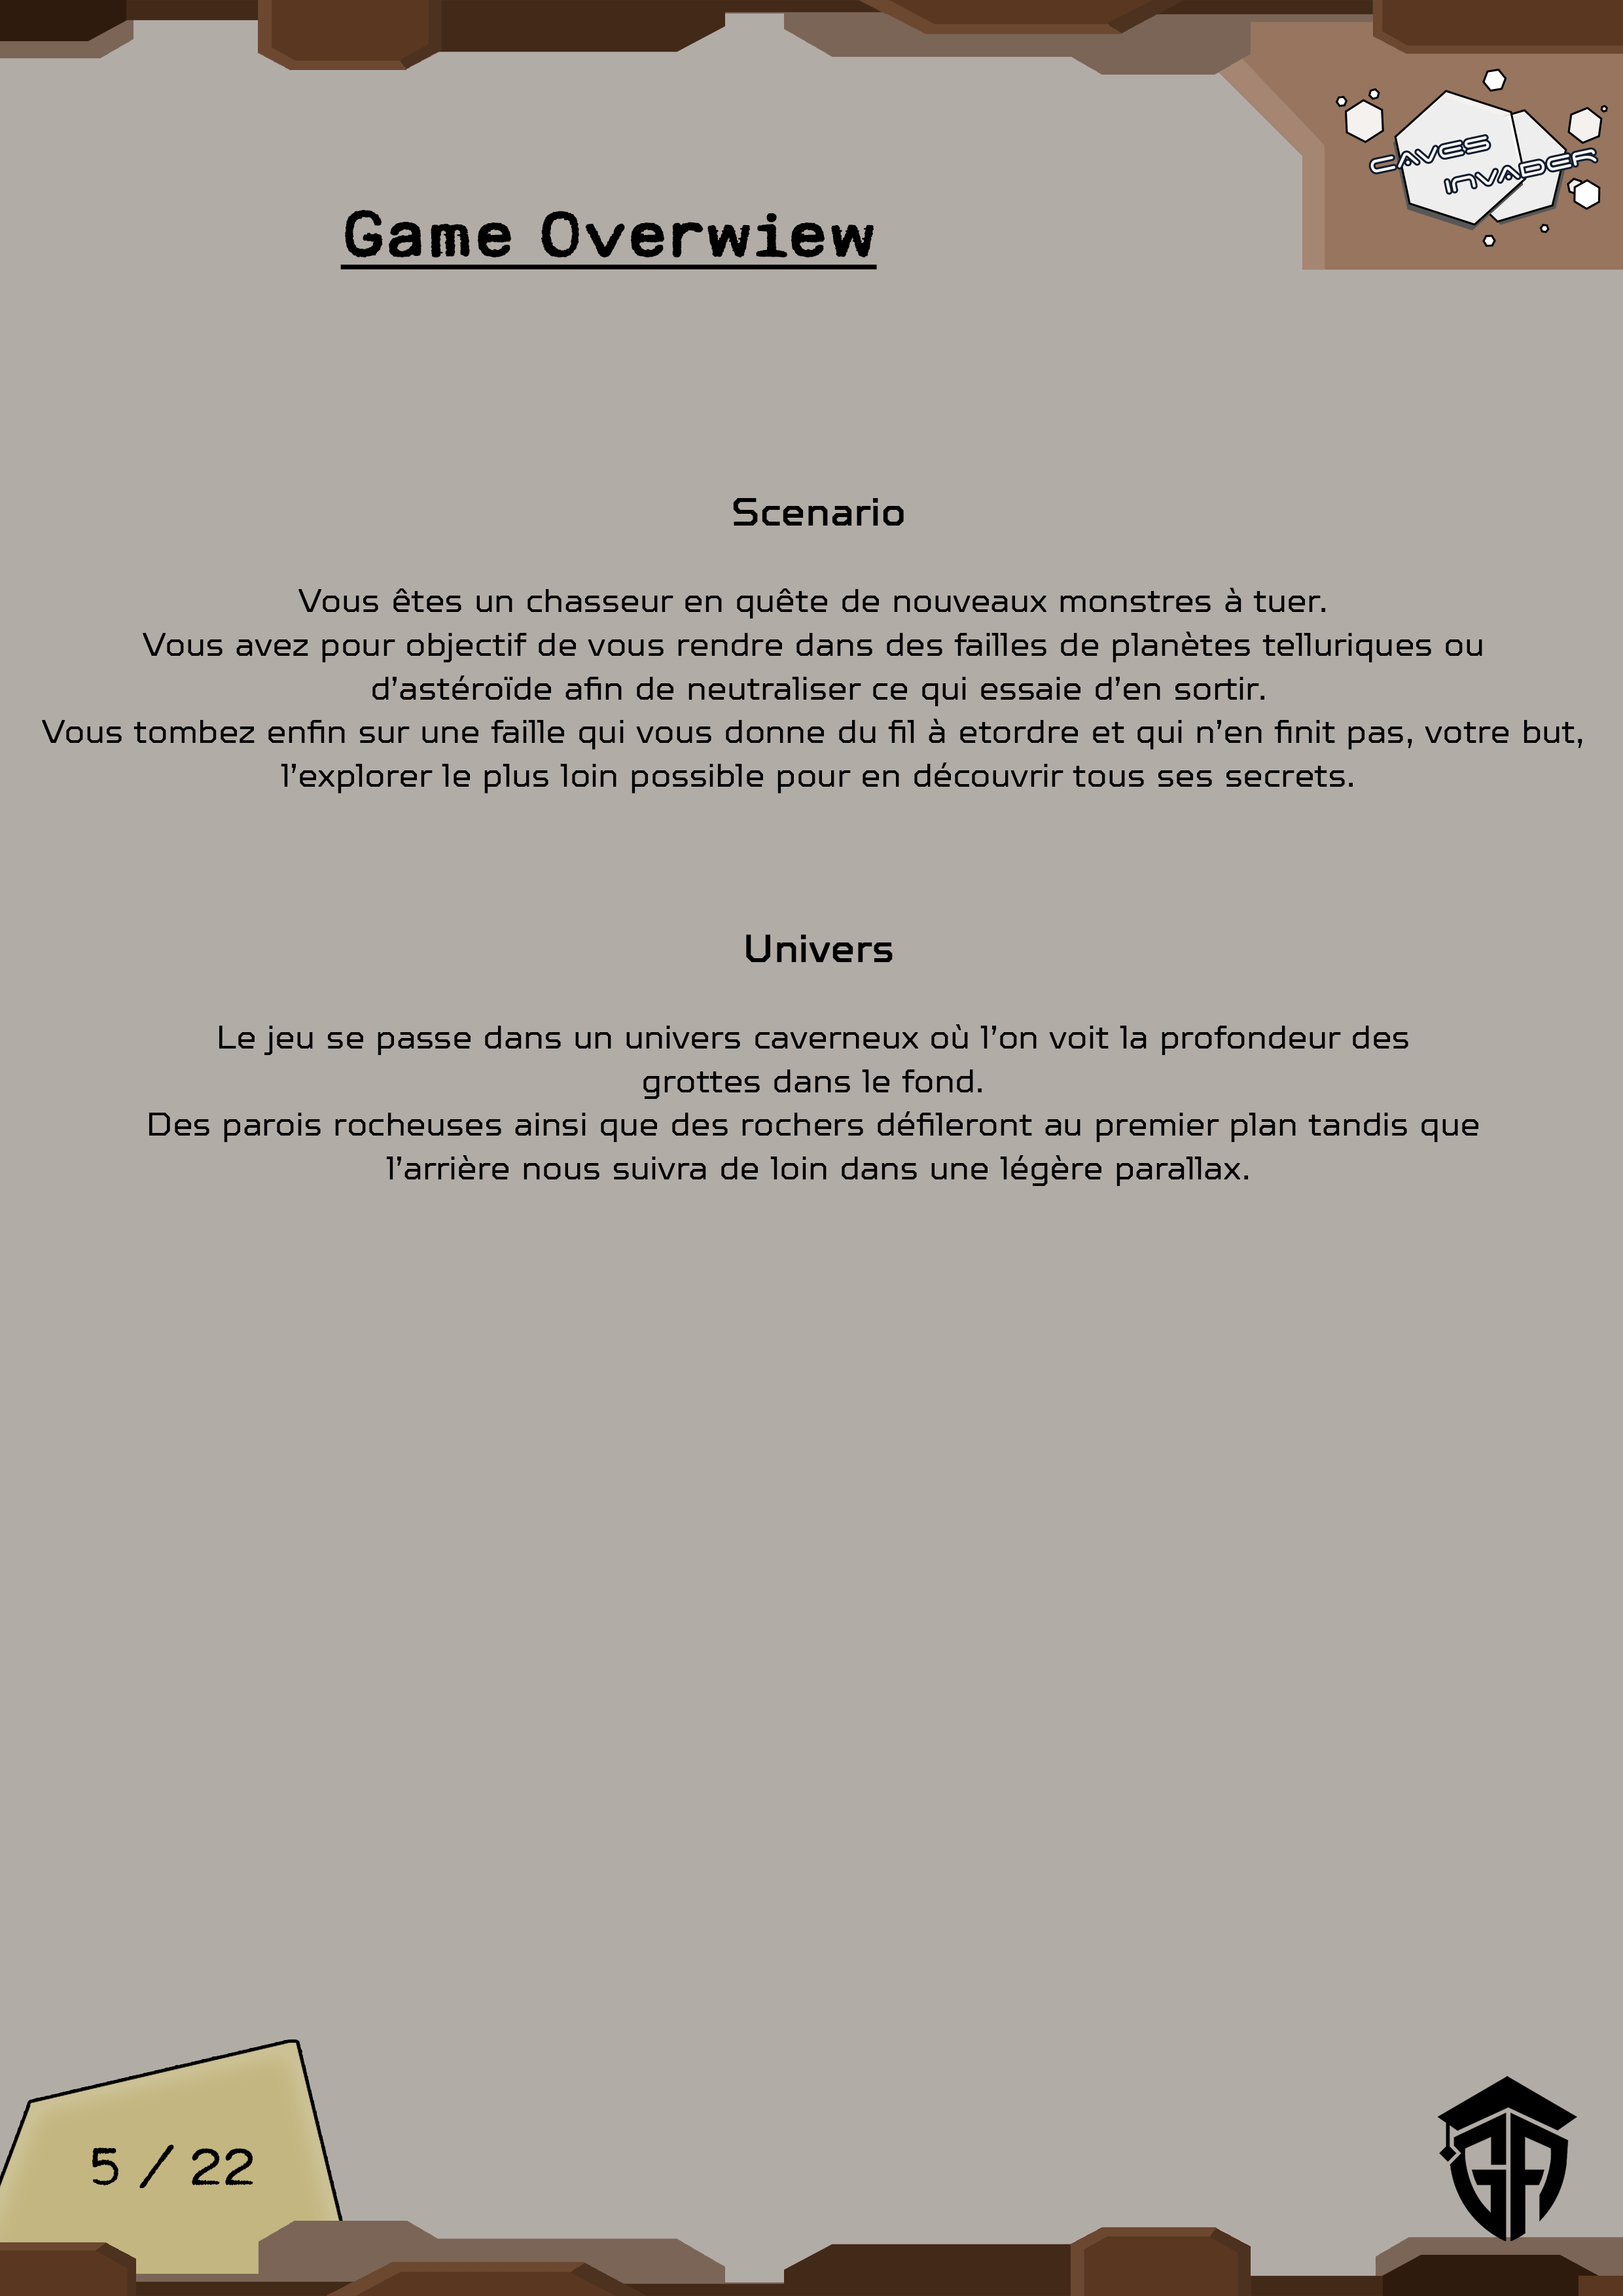 CAVES
INVADER
Game Overwiew
Scenario
Vous êtes un chasseur en quête de nouveaux monstres à tuer.
Vous avez pour objectif de vous rendre dans des failles de planètes telluriques ou
d’astéroïde afin de neutraliser ce qui essaie d’en sortir.
Vous tombez enfin sur une faille qui vous donne du fil à etordre et qui n’en finit pas, votre but,
l’explorer le plus loin possible pour en découvrir tous ses secrets.
Univers
Le jeu se passe dans un univers caverneux où l’on voit la profondeur des
grottes dans le fond.
Des parois rocheuses ainsi que des rochers défileront au premier plan tandis que
l’arrière nous suivra de loin dans une légère parallax.
5 / 22
GA